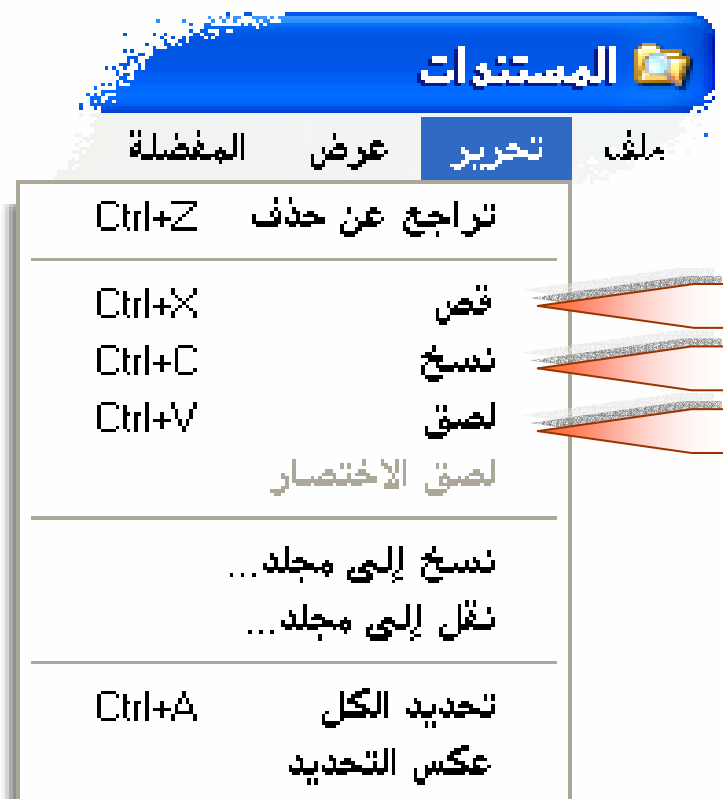 المستندات
ملف تحرير عرض المفضلة
تراجع عن حذف Ctrl+Z
قص Ctrl+X
نسخ Ctrl+C
لصق Ctrl+V
لصق الاختصار
نسخ إلى مجلد...
نقل إلى مجلد...
تحديد الكل Ctrl+A
عكس التحديد